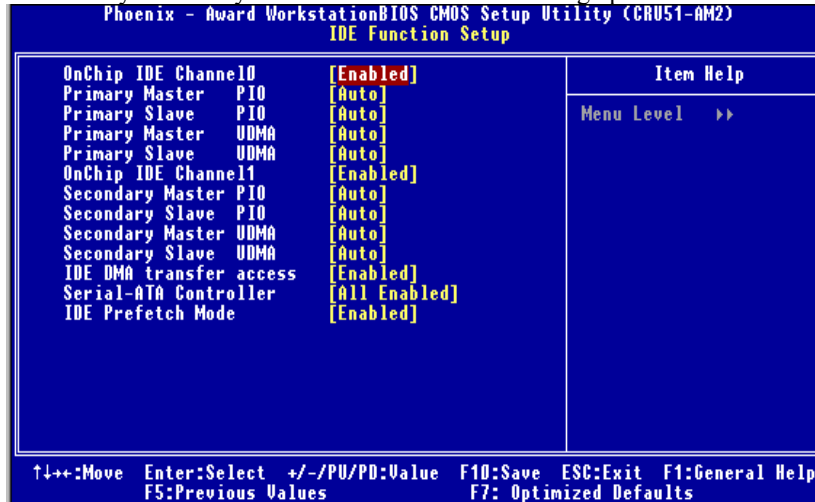 Phoenix - Award WorkstationBIOS CMOS Setup Utility (CRU51-AM2)
IDE Function Setup
OnChip IDE Channel0 [Enabled]
Primary Master PIO [Auto]
Primary Slave PIO [Auto]
Primary Master UDMA [Auto]
Primary Slave UDMA [Auto]
OnChip IDE Channel1 [Enabled]
Secondary Master PIO [Auto]
Secondary Slave PIO [Auto]
Secondary Master UDMA [Auto]
Secondary Slave UDMA [Auto]
IDE DMA transfer access [Enabled]
Serial-ATA Controller [All Enabled]
IDE Prefetch Mode [Enabled]
Item Help
Menu Level ▸▸
↑↓→←:Move Enter:Select +/-/PU/PD:Value F10:Save ESC:Exit F1:General Help
F5:Previous Values F7: Optimized Defaults